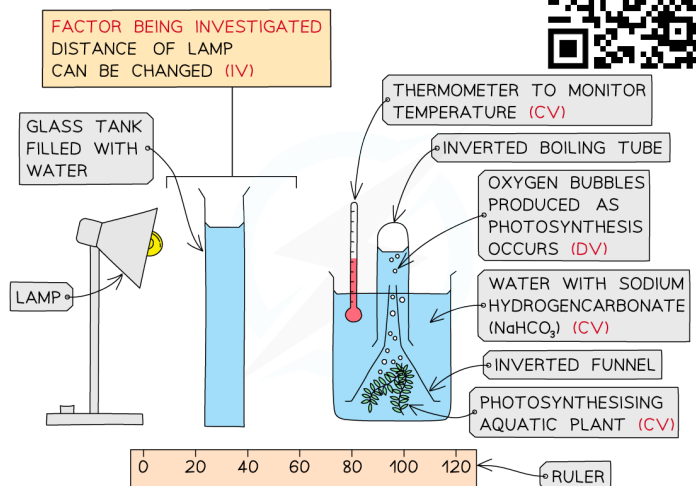 FACTOR BEING INVESTIGATED
DISTANCE OF LAMP
CAN BE CHANGED (IV)
THERMOMETER TO MONITOR
TEMPERATURE (CV)
GLASS TANK
FILLED WITH
WATER
INVERTED BOILING TUBE
OXYGEN BUBBLES
PRODUCED AS
PHOTOSYNTHESIS
OCCURS (DV)
LAMP
WATER WITH SODIUM
HYDROGENCARBONATE
(NaHCO₃) (CV)
INVERTED FUNNEL
PHOTOSYNTHESISING
AQUATIC PLANT (CV)
0 20 40 60 80 100 120
RULER